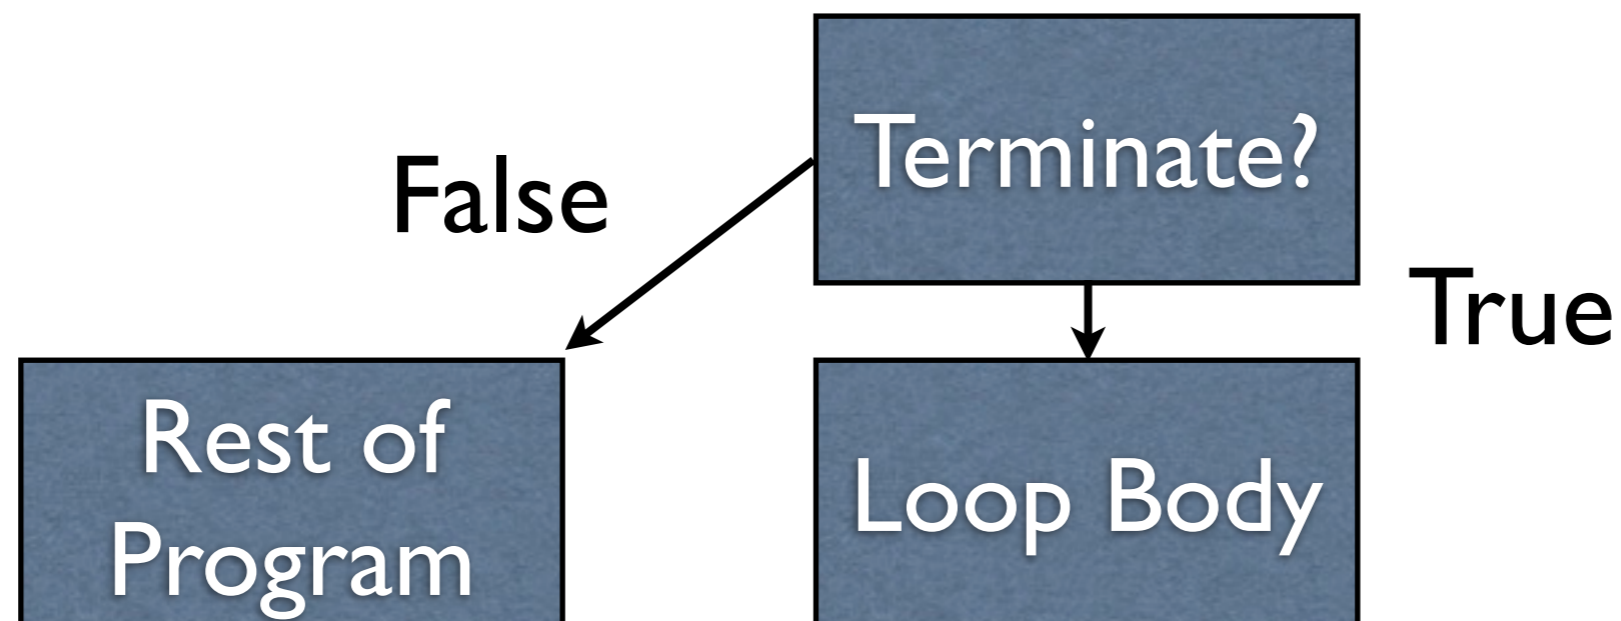 Terminate?
False
True
Rest of
Program
Loop Body